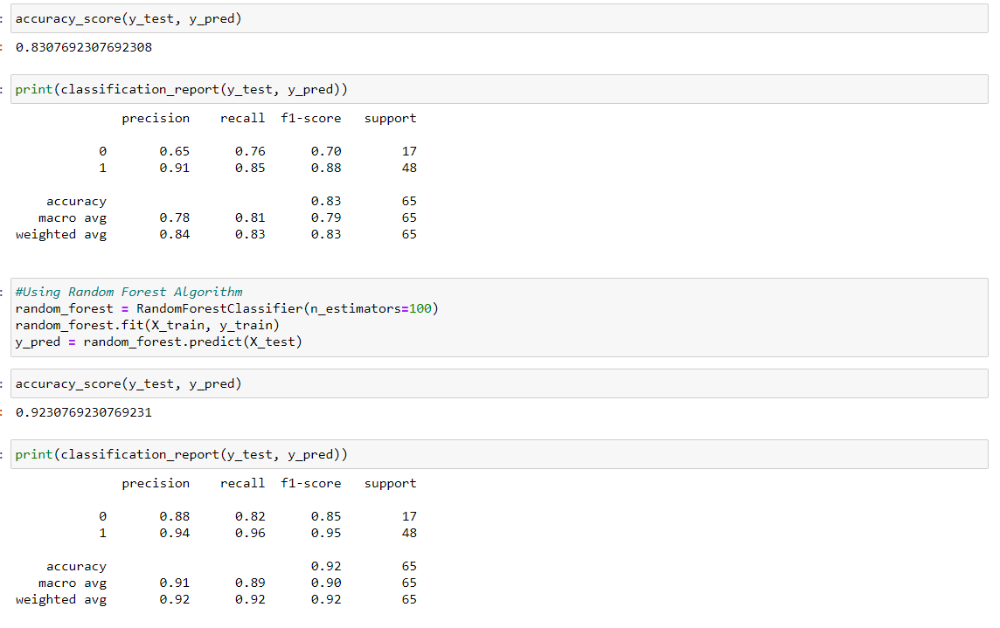 accuracy_score(y_test, y_pred)
0.8307692307692308
print(classification_report(y_test, y_pred))
precision recall f1-score support
0 0.65 0.76 0.70 17
1 0.91 0.85 0.88 48
accuracy 0.83 65
macro avg 0.78 0.81 0.79 65
weighted avg 0.84 0.83 0.83 65
#Using Random Forest Algorithm
random_forest = RandomForestClassifier(n_estimators=100)
random_forest.fit(X_train, y_train)
y_pred = random_forest.predict(X_test)
accuracy_score(y_test, y_pred)
0.9230769230769231
print(classification_report(y_test, y_pred))
precision recall f1-score support
0 0.88 0.82 0.85 17
1 0.94 0.96 0.95 48
accuracy 0.92 65
macro avg 0.91 0.89 0.90 65
weighted avg 0.92 0.92 0.92 65